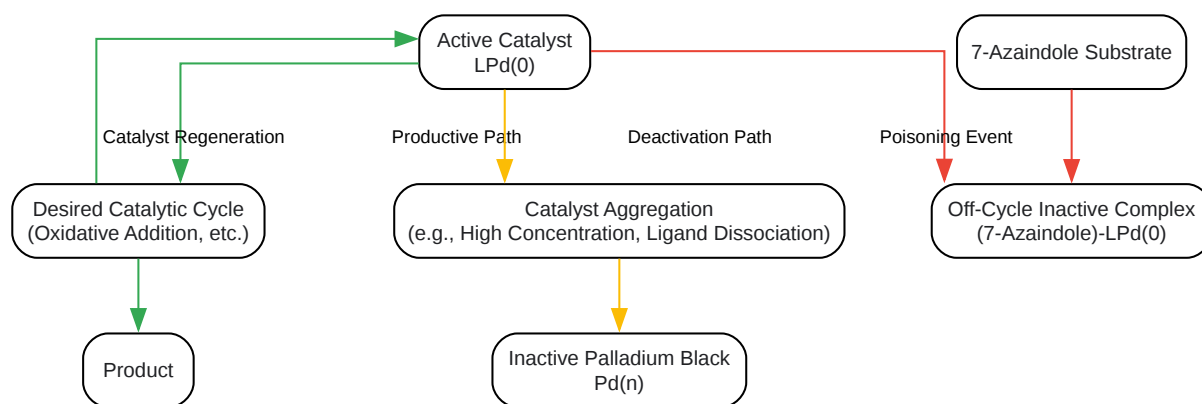 Active Catalyst
LPd(0)
7-Azaindole Substrate
Catalyst Regeneration
Productive Path
Deactivation Path
Poisoning Event
Desired Catalytic Cycle
(Oxidative Addition, etc.)
Catalyst Aggregation
(e.g., High Concentration, Ligand Dissociation)
Off-Cycle Inactive Complex
(7-Azaindole)-LPd(0)
Product
Inactive Palladium Black
Pd(n)